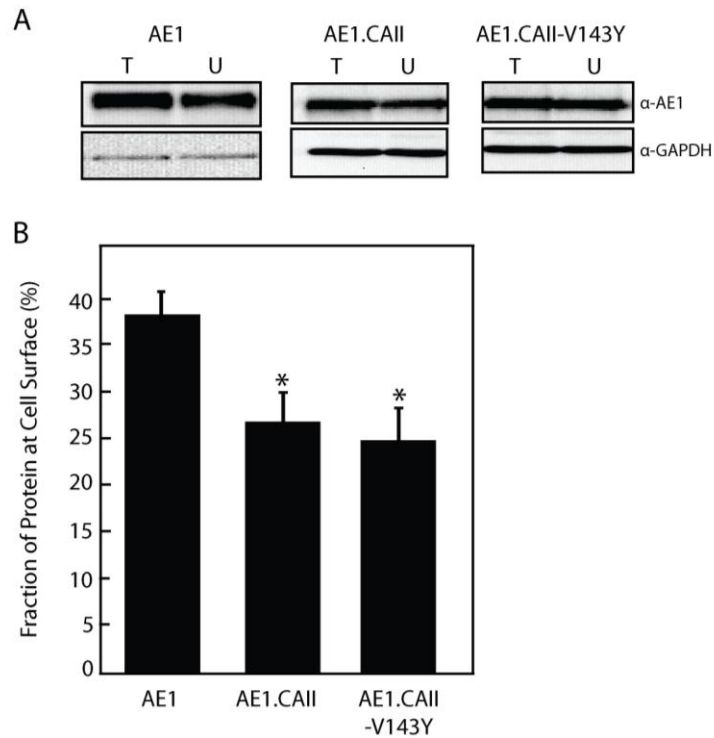 A
AE1 AE1.CAII AE1.CAII-V143Y
T U T U T U
α-AE1
α-GAPDH
B
Fraction of Protein at Cell Surface (%)
40
35
30
25
20
15
10
5
0
* *
AE1 AE1.CAII AE1.CAII
-V143Y